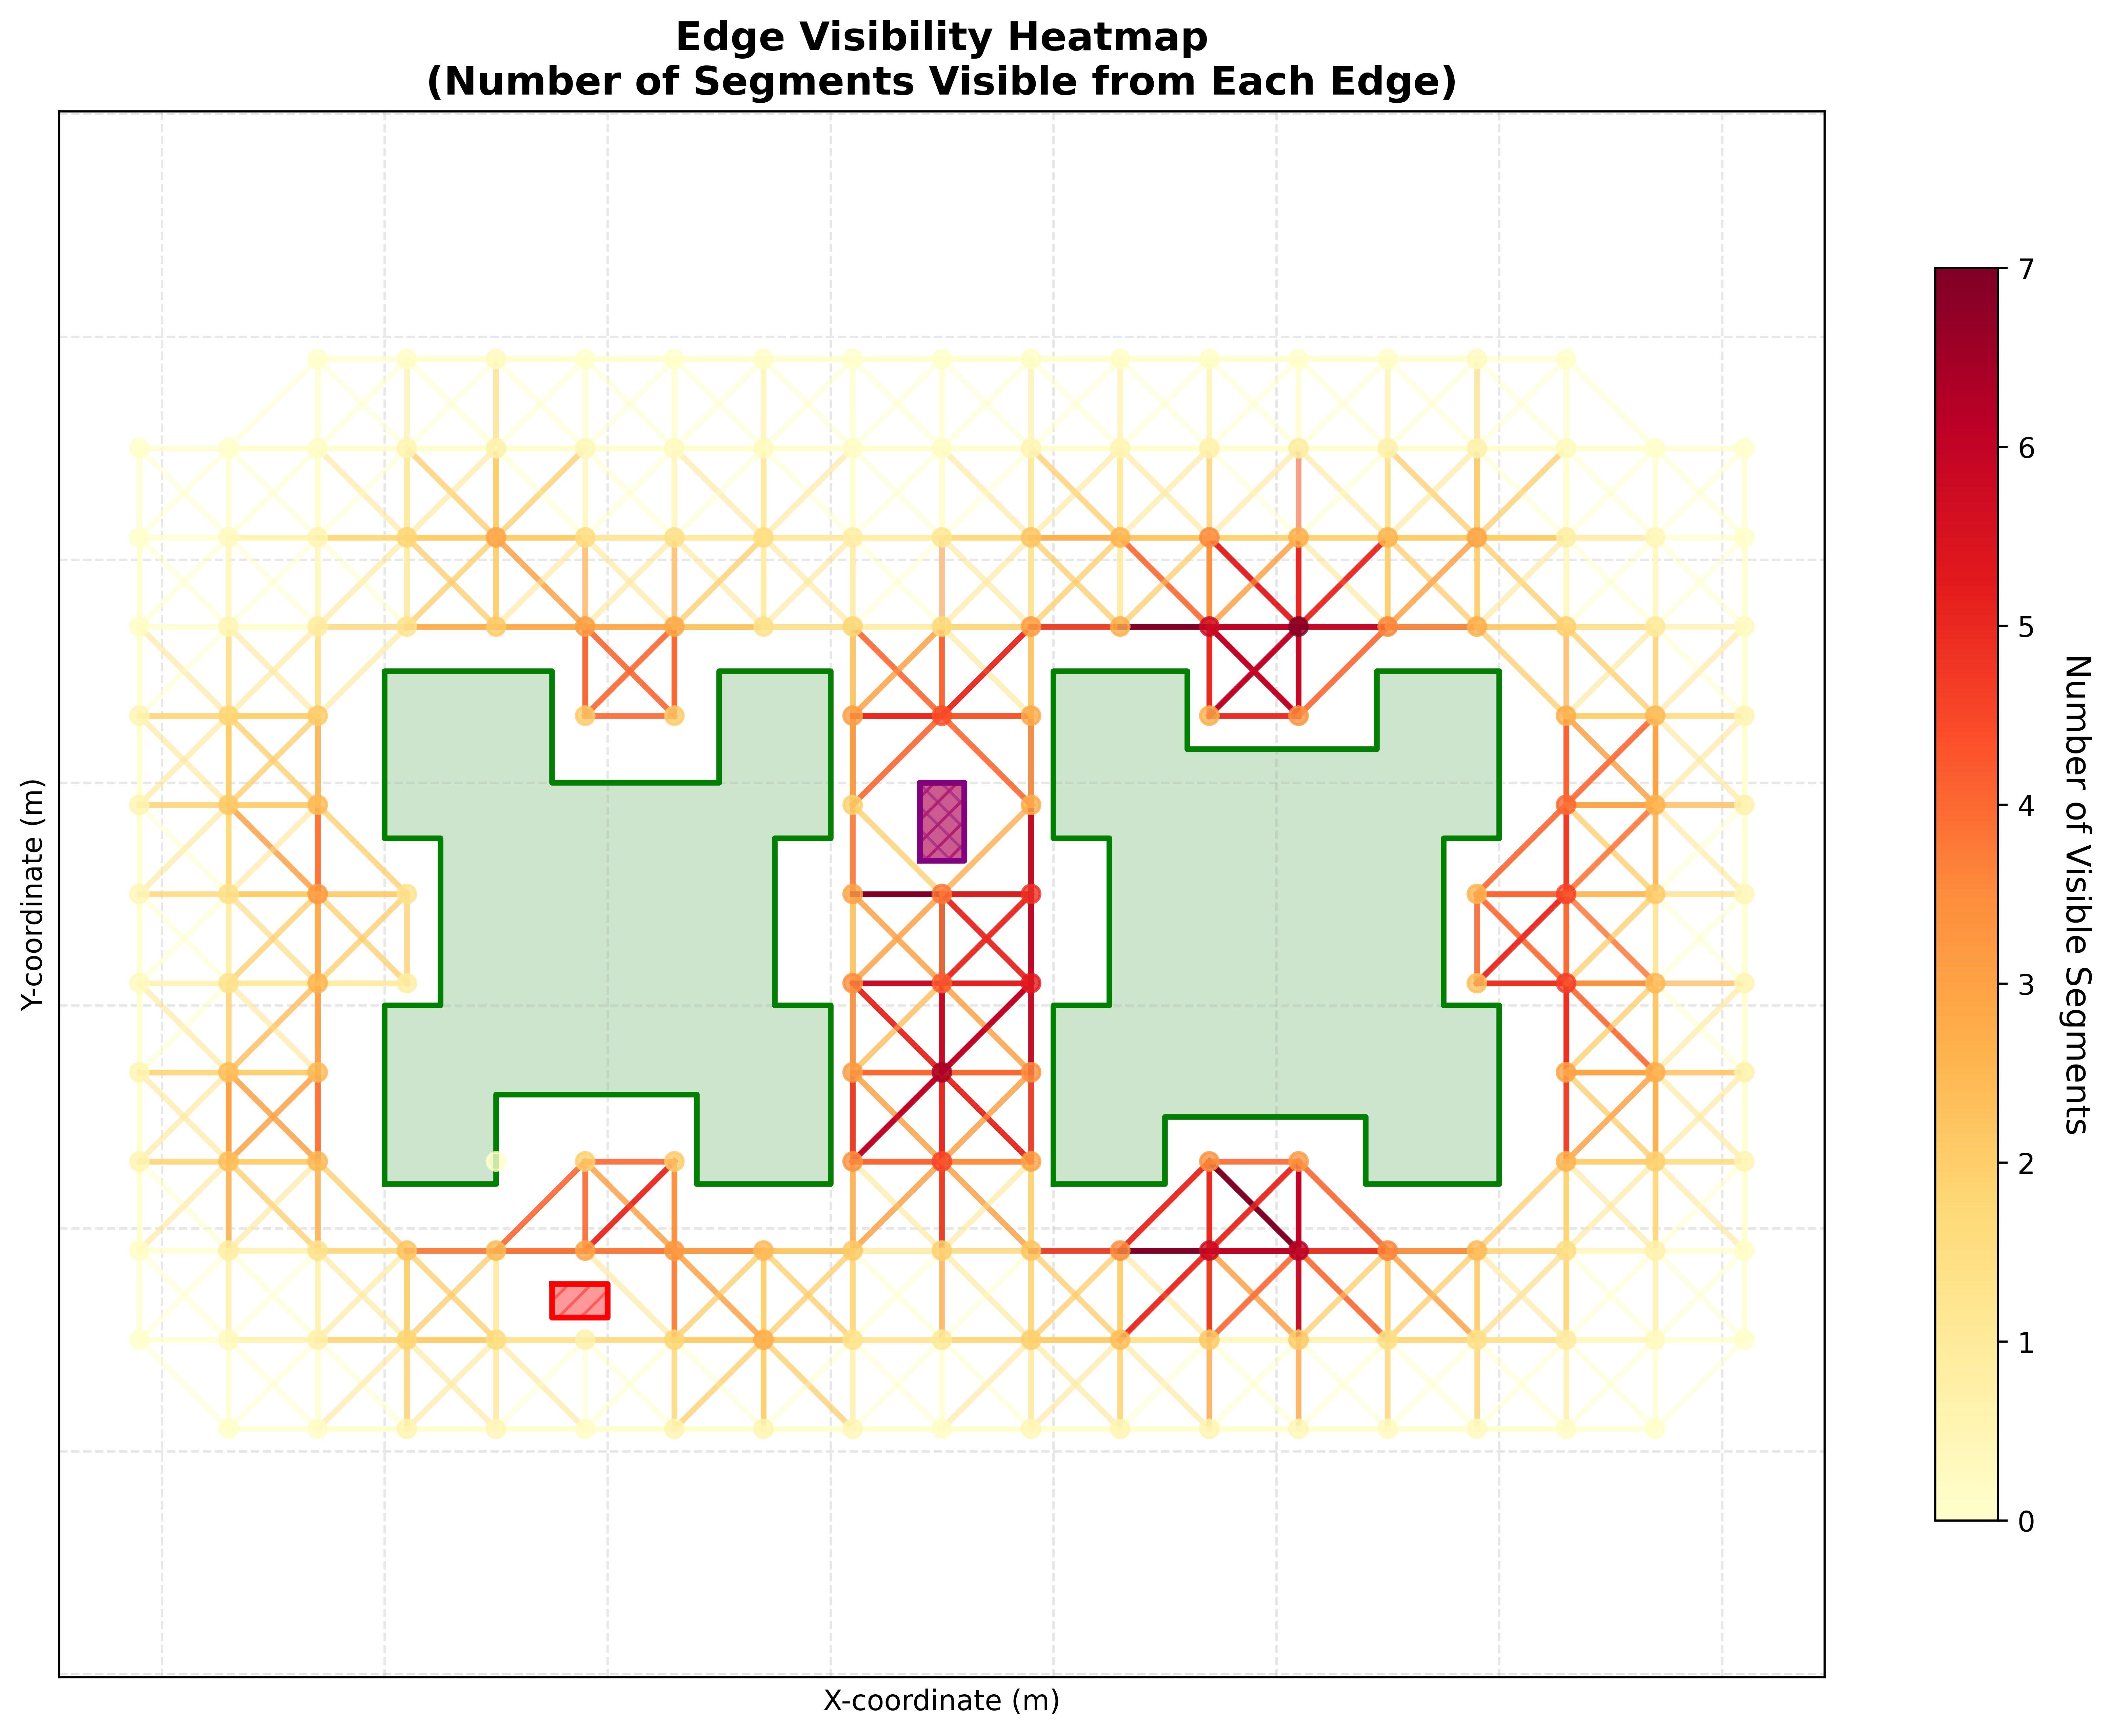 Edge Visibility Heatmap
(Number of Segments Visible from Each Edge)
Y-coordinate (m)
X-coordinate (m)
7
6
5
4
3
2
1
0
Number of Visible Segments